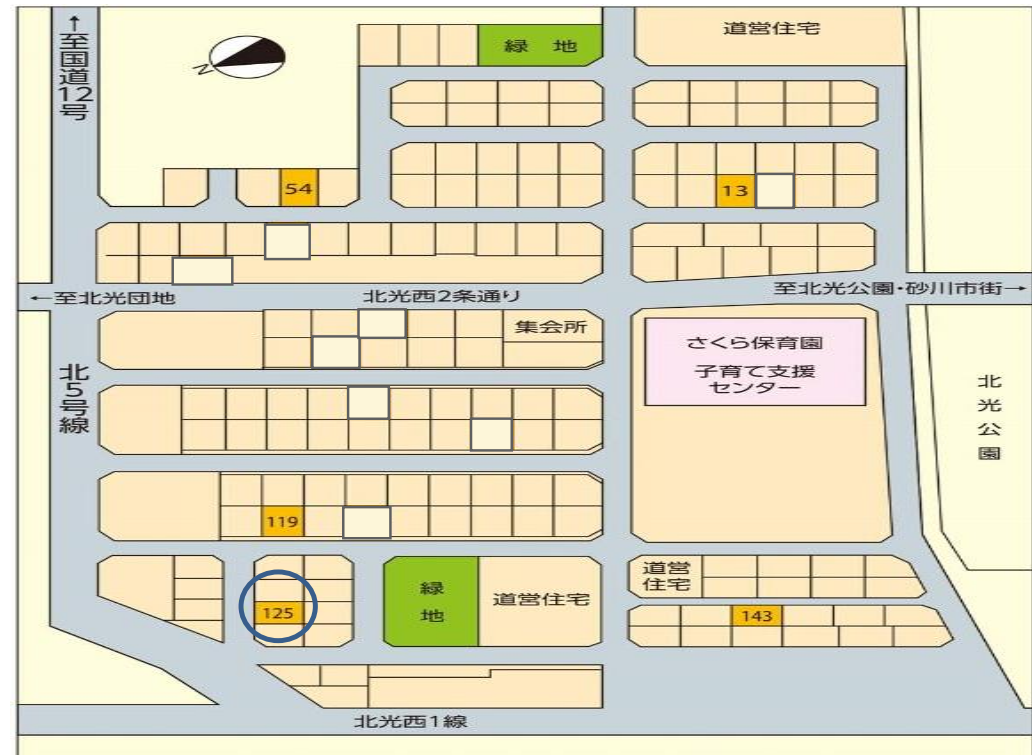 ↑至国道12号
緑 地
道営住宅
N
54
13
←至北光団地
北光西2条通り
至北光公園・砂川市街→
集会所
さくら保育園
子育て支援
センター
北5号線
北光公園
119
125
緑地
道営住宅
道営
住宅
143
北光西1線